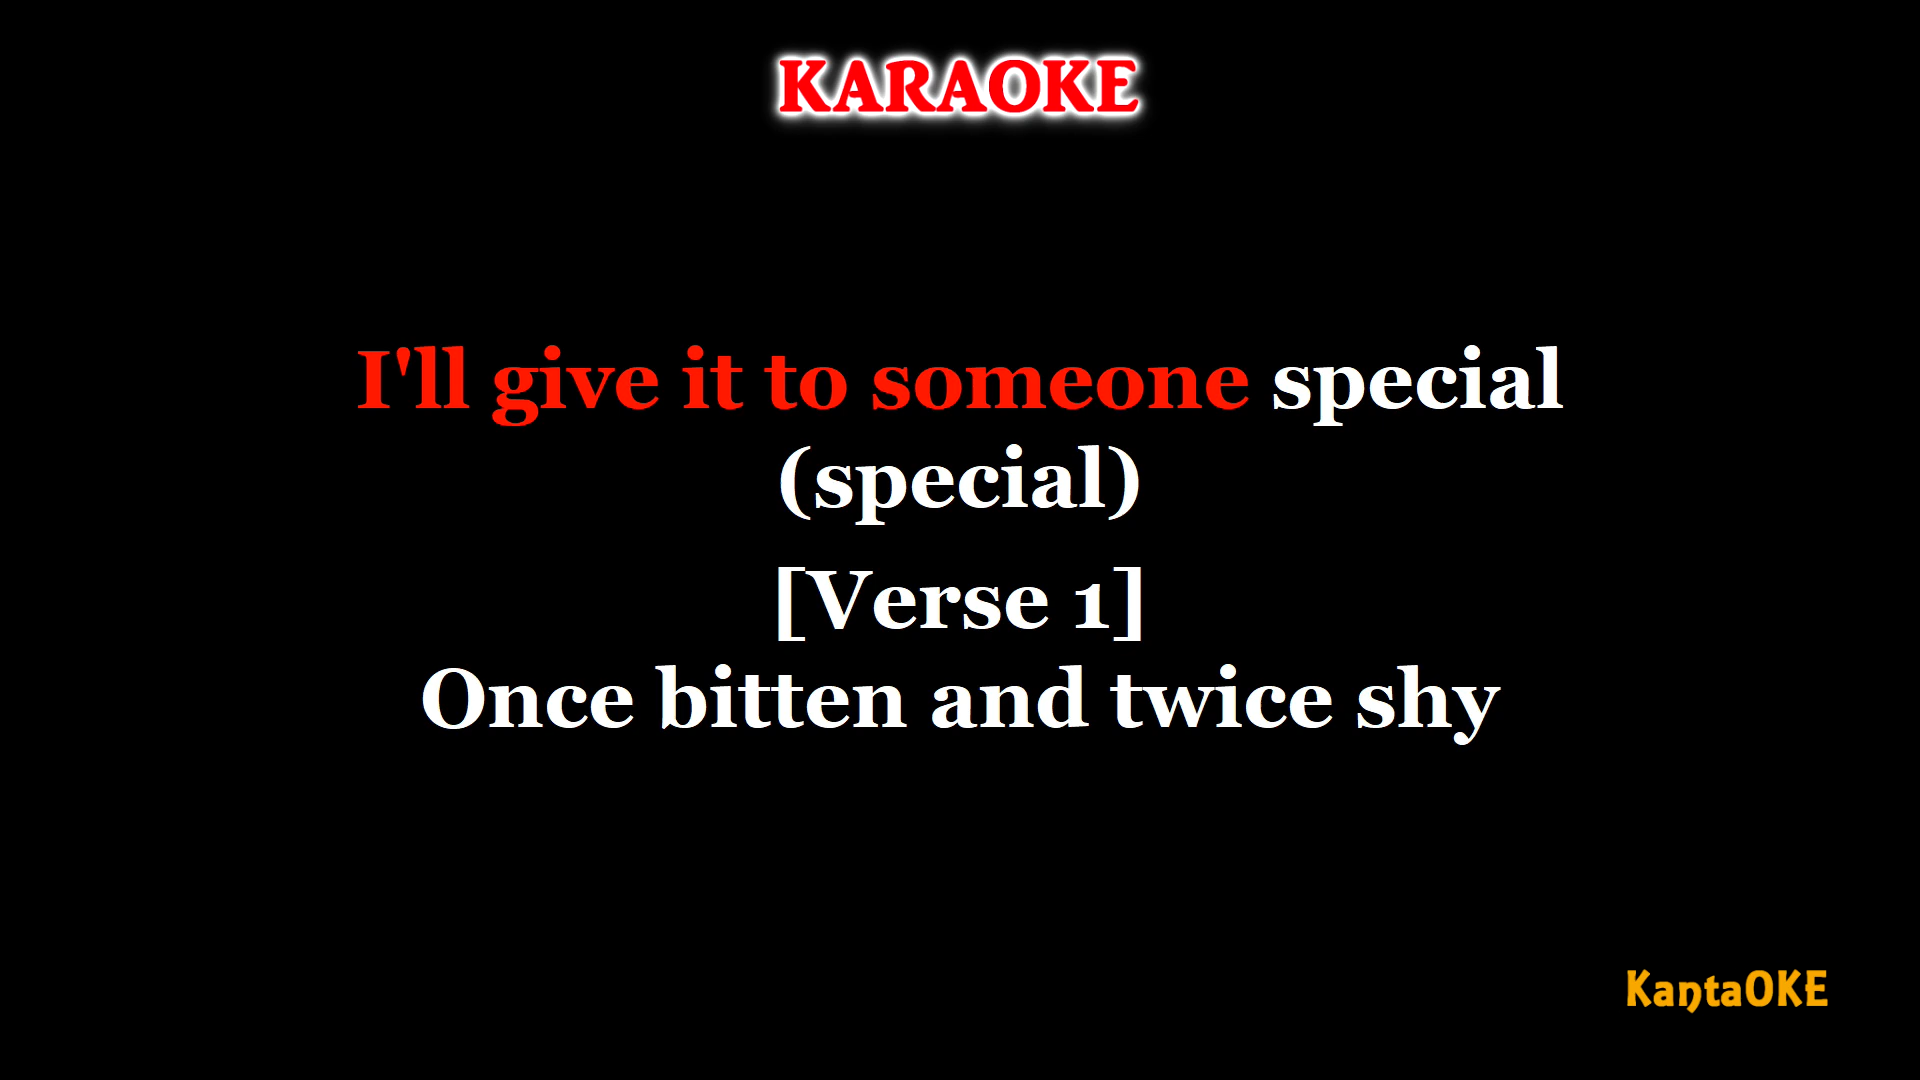 KARAOKE
I'll give it to someone special
(special)
[Verse 1]
Once bitten and twice shy
KantaOKE